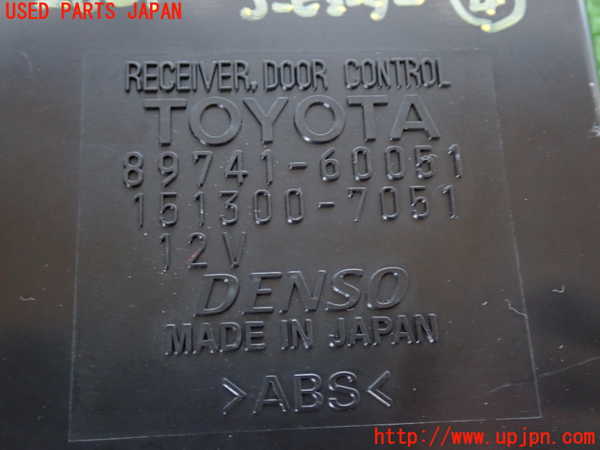 USED PARTS JAPAN
4
RECEIVER, DOOR CONTROL
TOYOTA
89741-60051
151300-7051
12V
DENSO
MADE IN JAPAN
>ABS<
http://www.upjpn.com/